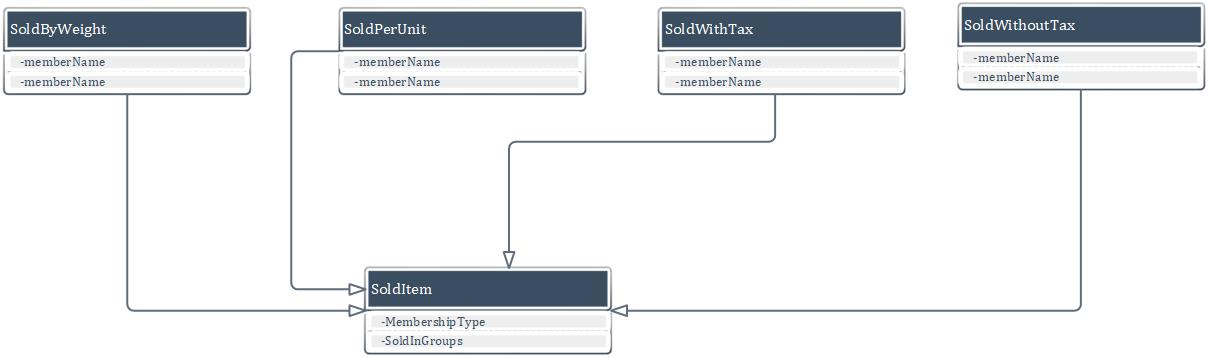 SoldByWeight
-memberName
-memberName
SoldPerUnit
-memberName
-memberName
SoldWithTax
-memberName
-memberName
SoldWithoutTax
-memberName
-memberName
SoldItem
-MembershipType
-SoldInGroups